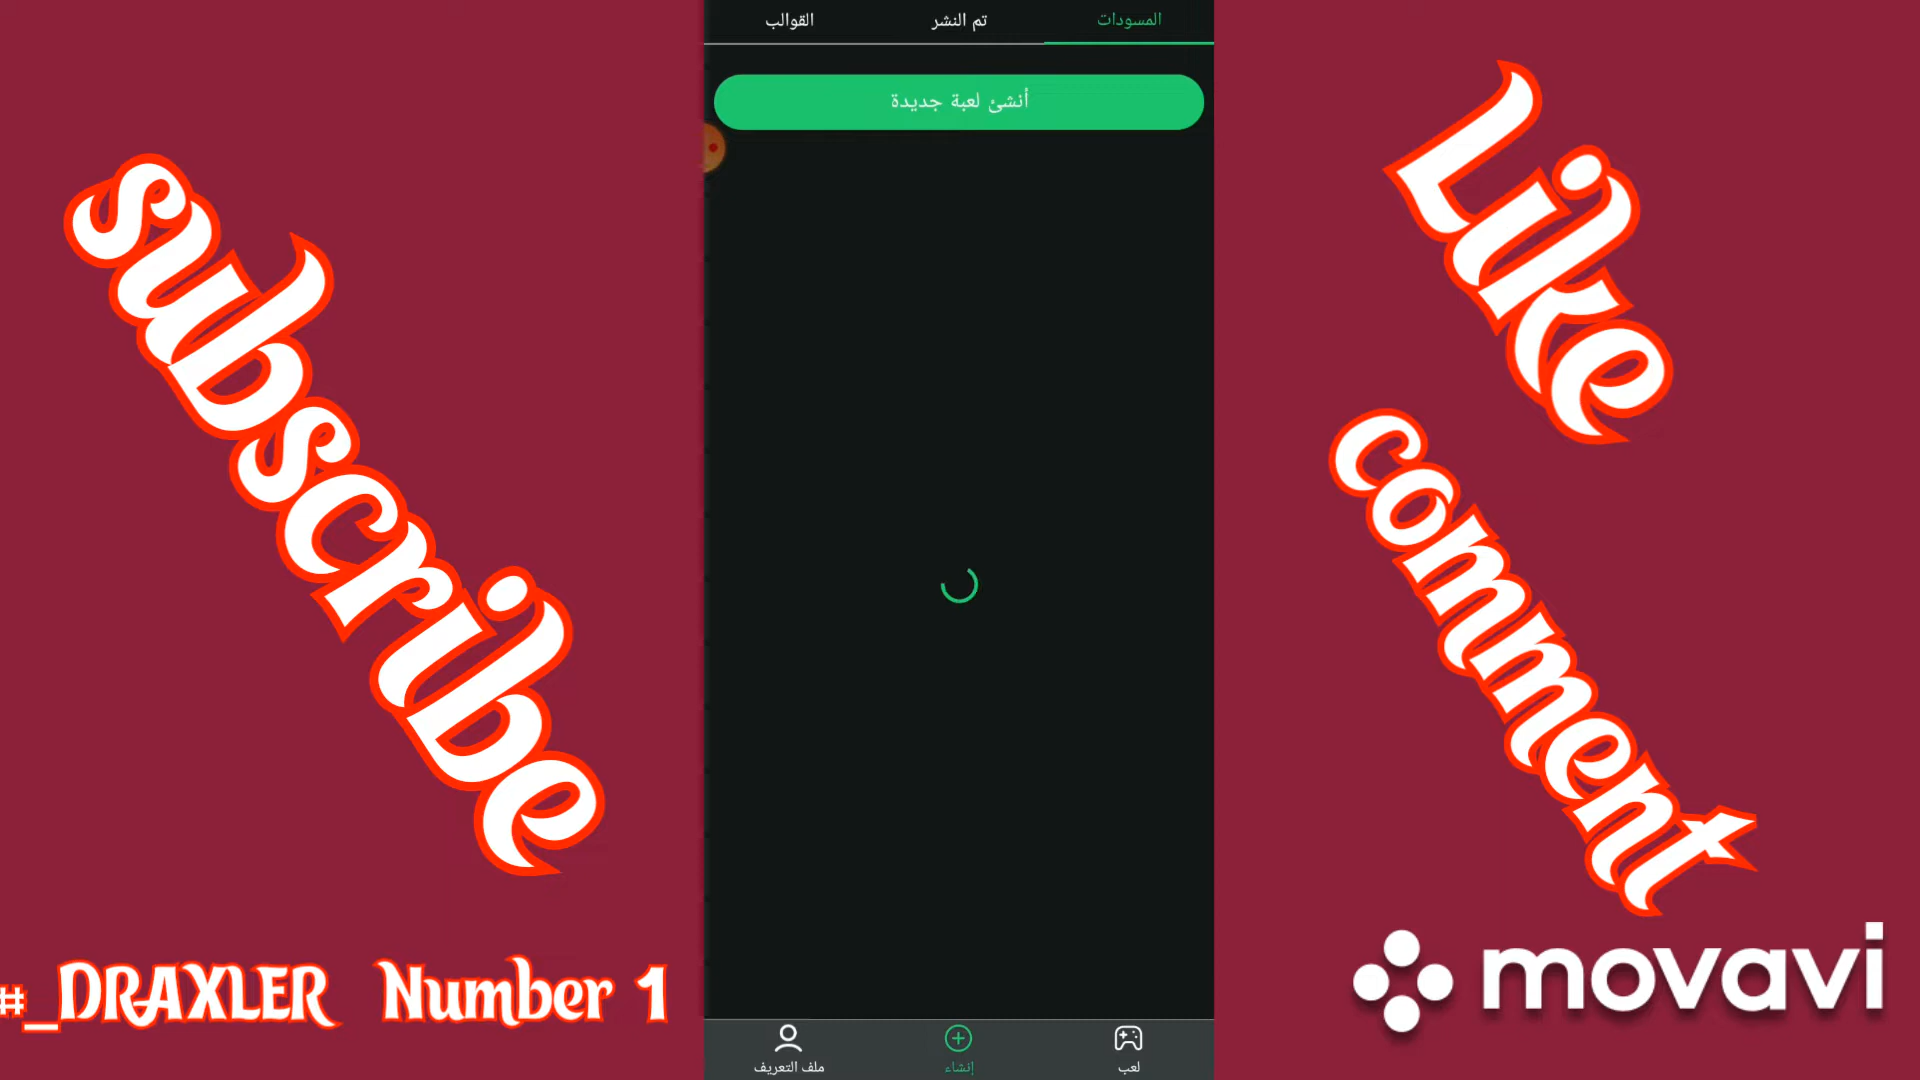 المسودات
تم النشر
القوالب
أنشئ لعبة جديدة
subscribe
Like
comment
#_DRAXLER Number 1
movavi
لعب
إنشاء
ملف التعريف